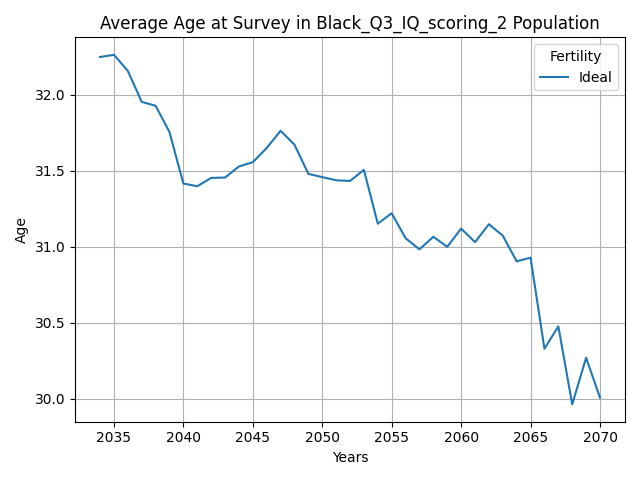 Average Age at Survey in Black_Q3_IQ_scoring_2 Population
Fertility
Ideal
Age
32.0
31.5
31.0
30.5
30.0
2035 2040 2045 2050 2055 2060 2065 2070
Years